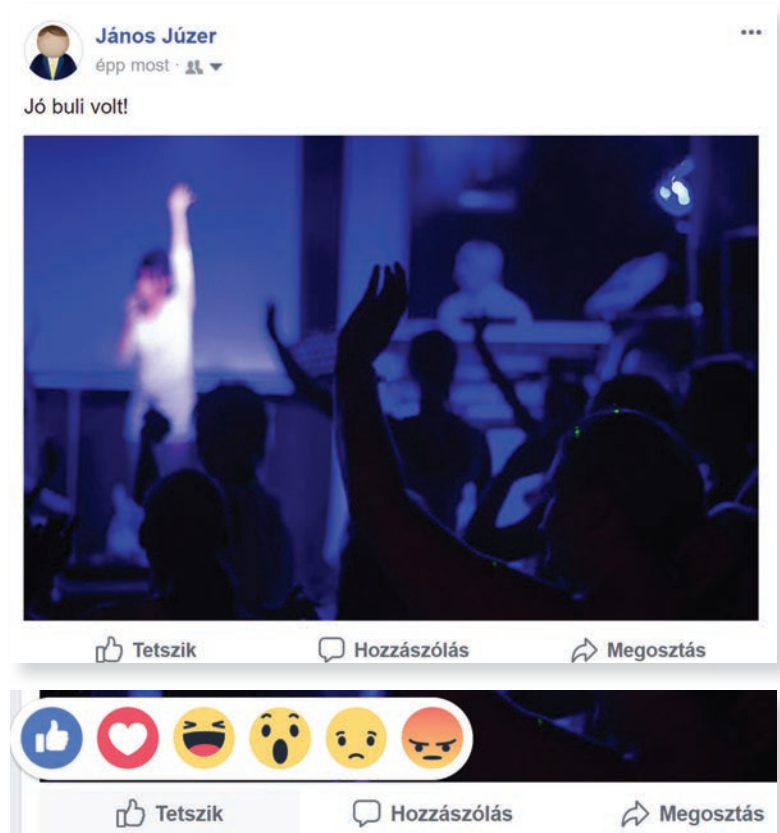 János Júzer
épp most ·
Jó buli volt!
Tetszik Hozzászólás Megosztás
Tetszik Hozzászólás Megosztás